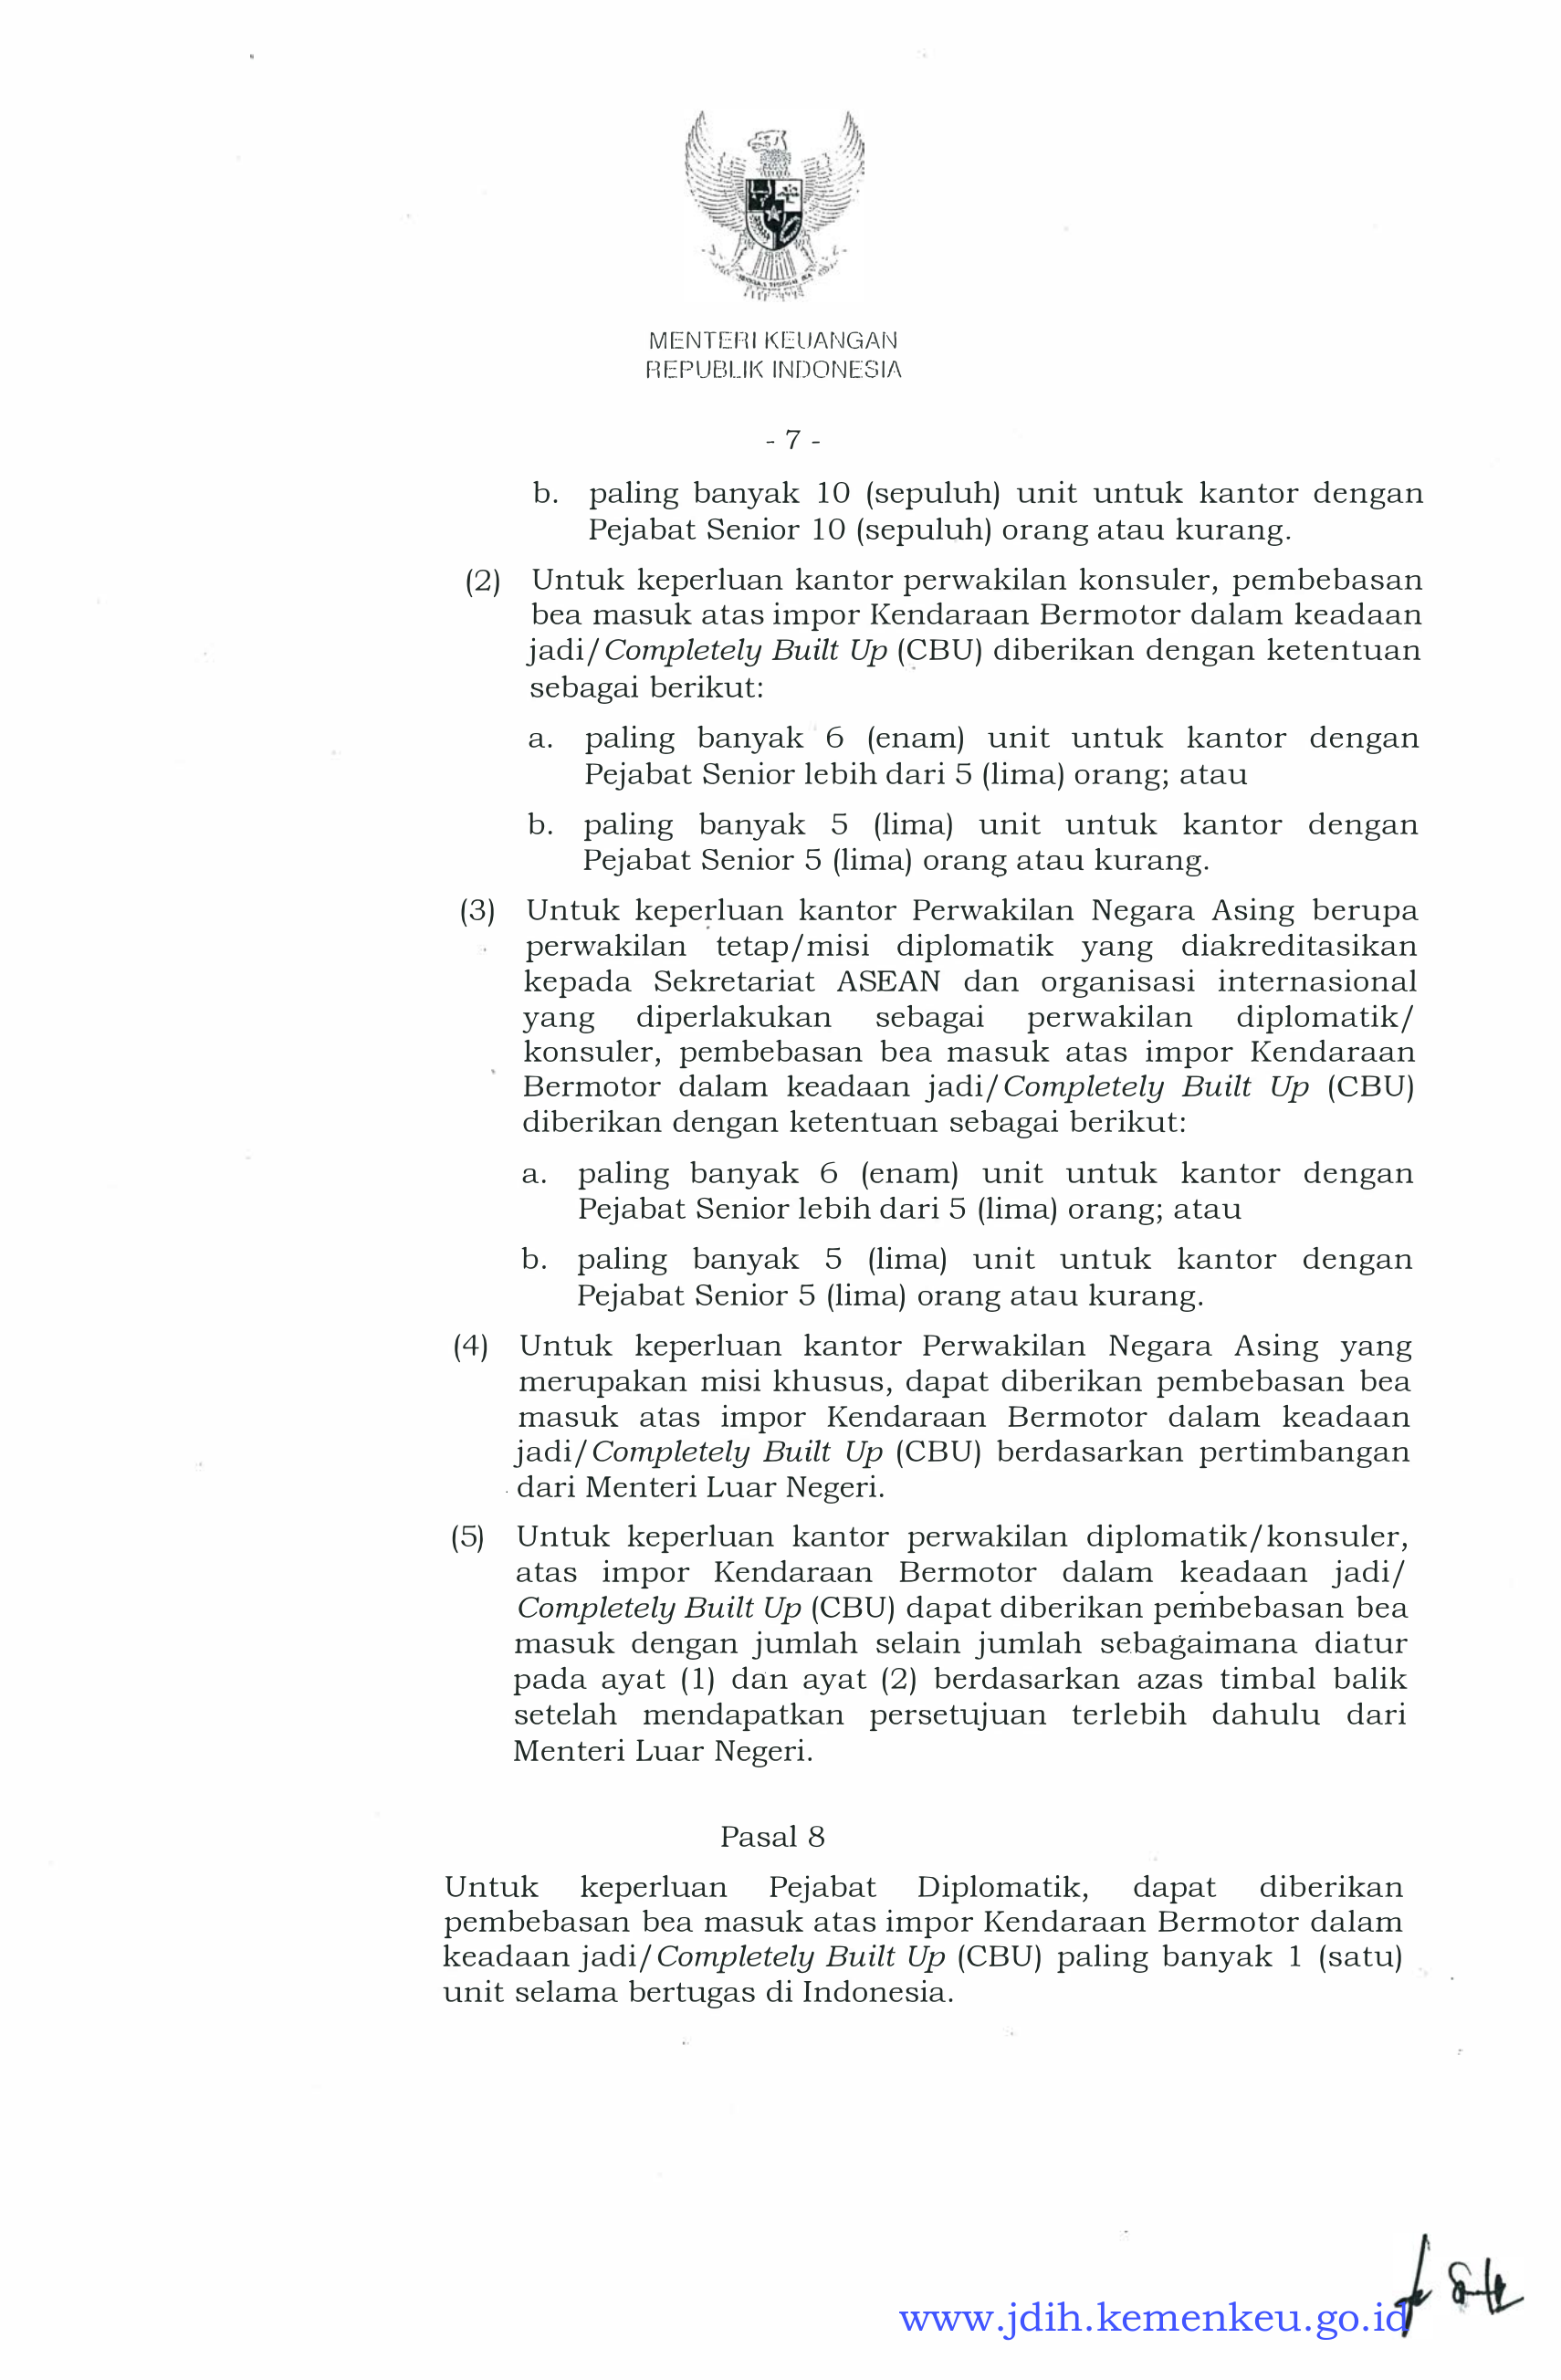 MENTERI KEUANGAN
REPUBLIK INDONESIA
- 7 -
b. paling banyak 10 (sepuluh) unit untuk kantor dengan
Pejabat Senior 10 (sepuluh) orang atau kurang.
(2) Untuk keperluan kantor perwakilan konsuler, pembebasan
bea masuk atas impor Kendaraan Bermotor dalam keadaan
jadi/Completely Built Up (CBU) diberikan dengan ketentuan
sebagai berikut:
a. paling banyak 6 (enam) unit untuk kantor dengan
Pejabat Senior lebih dari 5 (lima) orang; atau
b. paling banyak 5 (lima) unit untuk kantor dengan
Pejabat Senior 5 (lima) orang atau kurang.
(3) Untuk keperluan kantor Perwakilan Negara Asing berupa
perwakilan tetap/misi diplomatik yang diakreditasikan
kepada Sekretariat ASEAN dan organisasi internasional
yang diperlakukan sebagai perwakilan diplomatik/
konsuler, pembebasan bea masuk atas impor Kendaraan
Bermotor dalam keadaan jadi/Completely Built Up (CBU)
diberikan dengan ketentuan sebagai berikut:
a. paling banyak 6 (enam) unit untuk kantor dengan
Pejabat Senior lebih dari 5 (lima) orang; atau
b. paling banyak 5 (lima) unit untuk kantor dengan
Pejabat Senior 5 (lima) orang atau kurang.
(4) Untuk keperluan kantor Perwakilan Negara Asing yang
merupakan misi khusus, dapat diberikan pembebasan bea
masuk atas impor Kendaraan Bermotor dalam keadaan
jadi/Completely Built Up (CBU) berdasarkan pertimbangan
dari Menteri Luar Negeri.
(5) Untuk keperluan kantor perwakilan diplomatik/konsuler,
atas impor Kendaraan Bermotor dalam keadaan jadi/
Completely Built Up (CBU) dapat diberikan pembebasan bea
masuk dengan jumlah selain jumlah sebagaimana diatur
pada ayat (1) dan ayat (2) berdasarkan azas timbal balik
setelah mendapatkan persetujuan terlebih dahulu dari
Menteri Luar Negeri.
Pasal 8
Untuk keperluan Pejabat Diplomatik, dapat diberikan
pembebasan bea masuk atas impor Kendaraan Bermotor dalam
keadaan jadi/Completely Built Up (CBU) paling banyak 1 (satu)
unit selama bertugas di Indonesia.
www.jdih.kemenkeu.go.id